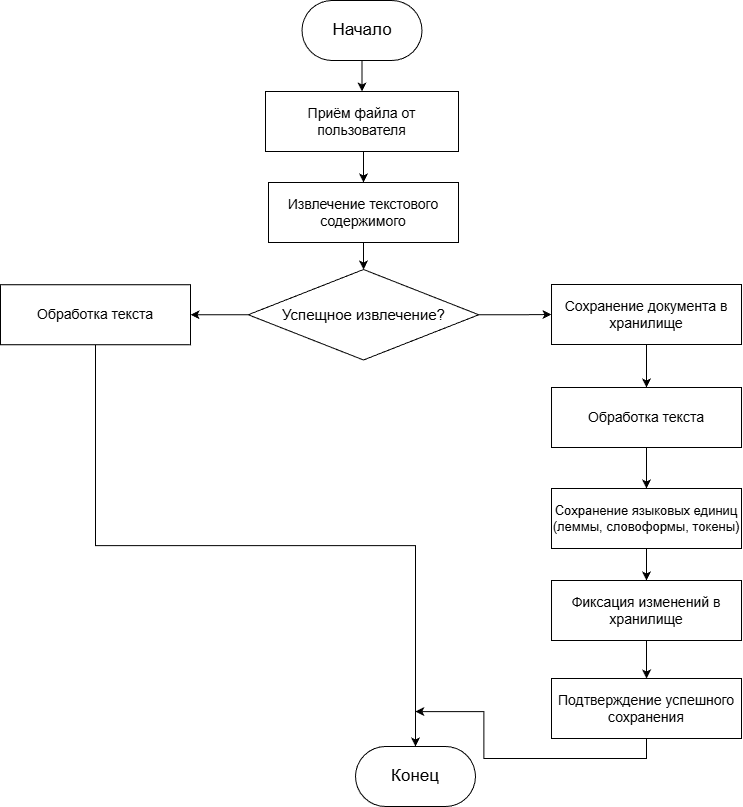 Начало
Приём файла от
пользователя
Извлечение текстового
содержимого
Успещное извлечение?
Обработка текста
Сохранение документа в
хранилище
Обработка текста
Сохранение языковых единиц
(леммы, словоформы, токены)
Фиксация изменений в
хранилище
Подтверждение успешного
сохранения
Конец